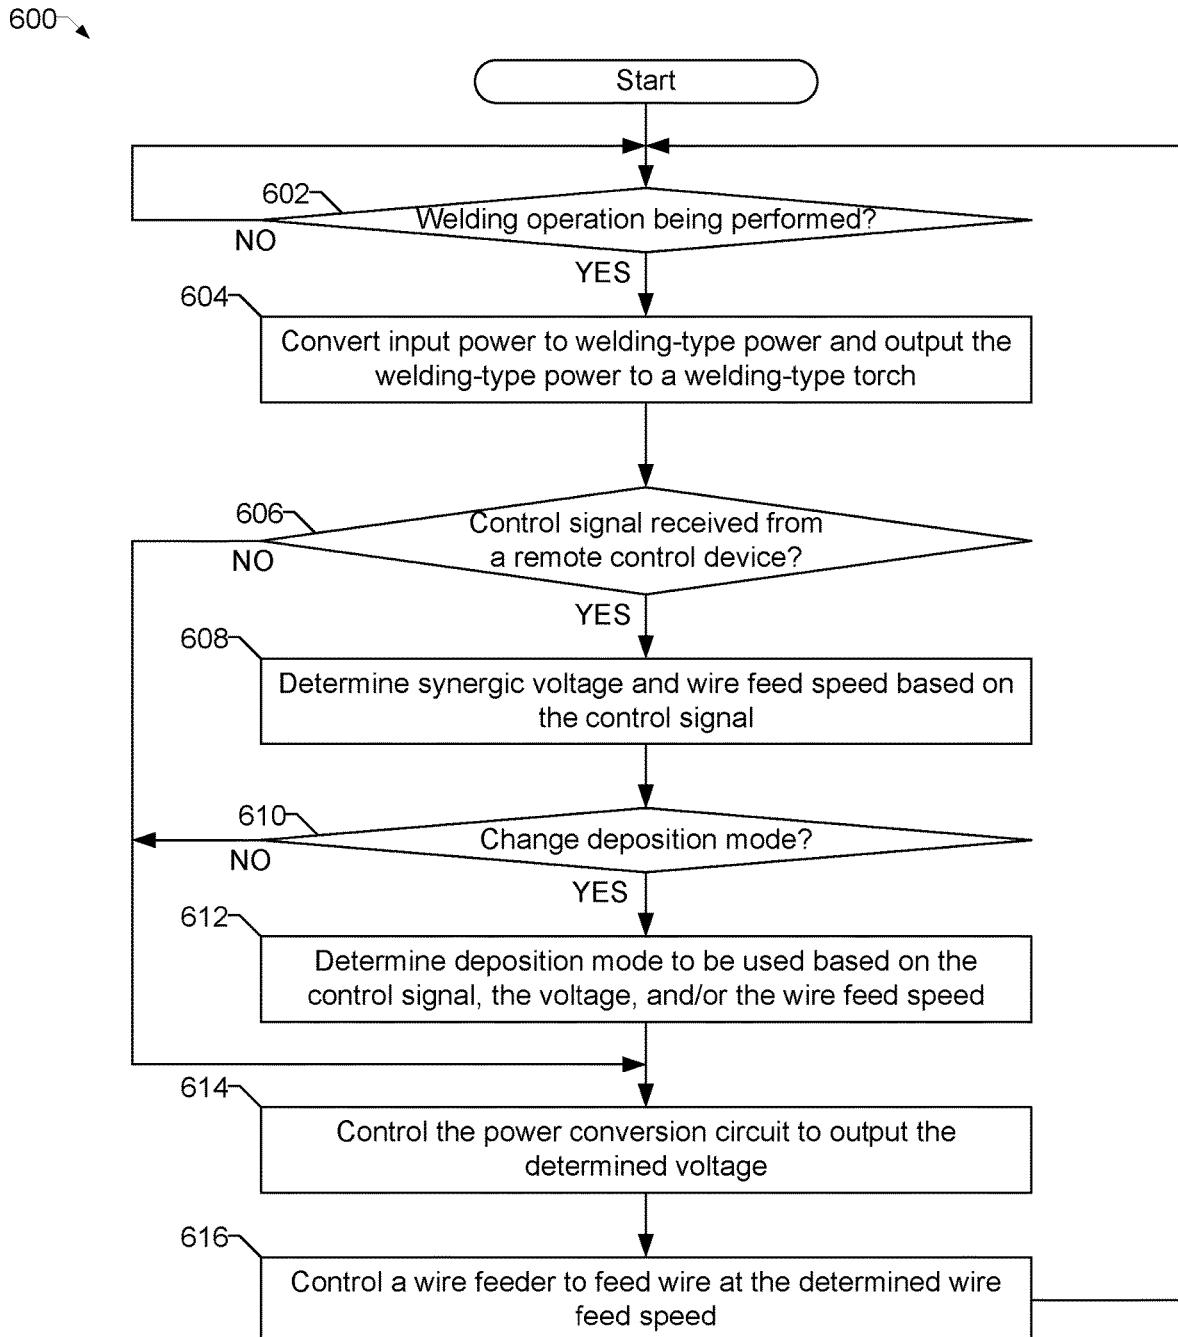 600
Start
602
Welding operation being performed?
NO
YES
604
Convert input power to welding-type power and output the
welding-type power to a welding-type torch
606
Control signal received from
a remote control device?
NO
YES
608
Determine synergic voltage and wire feed speed based on
the control signal
610
Change deposition mode?
NO
YES
612
Determine deposition mode to be used based on the
control signal, the voltage, and/or the wire feed speed
614
Control the power conversion circuit to output the
determined voltage
616
Control a wire feeder to feed wire at the determined wire
feed speed